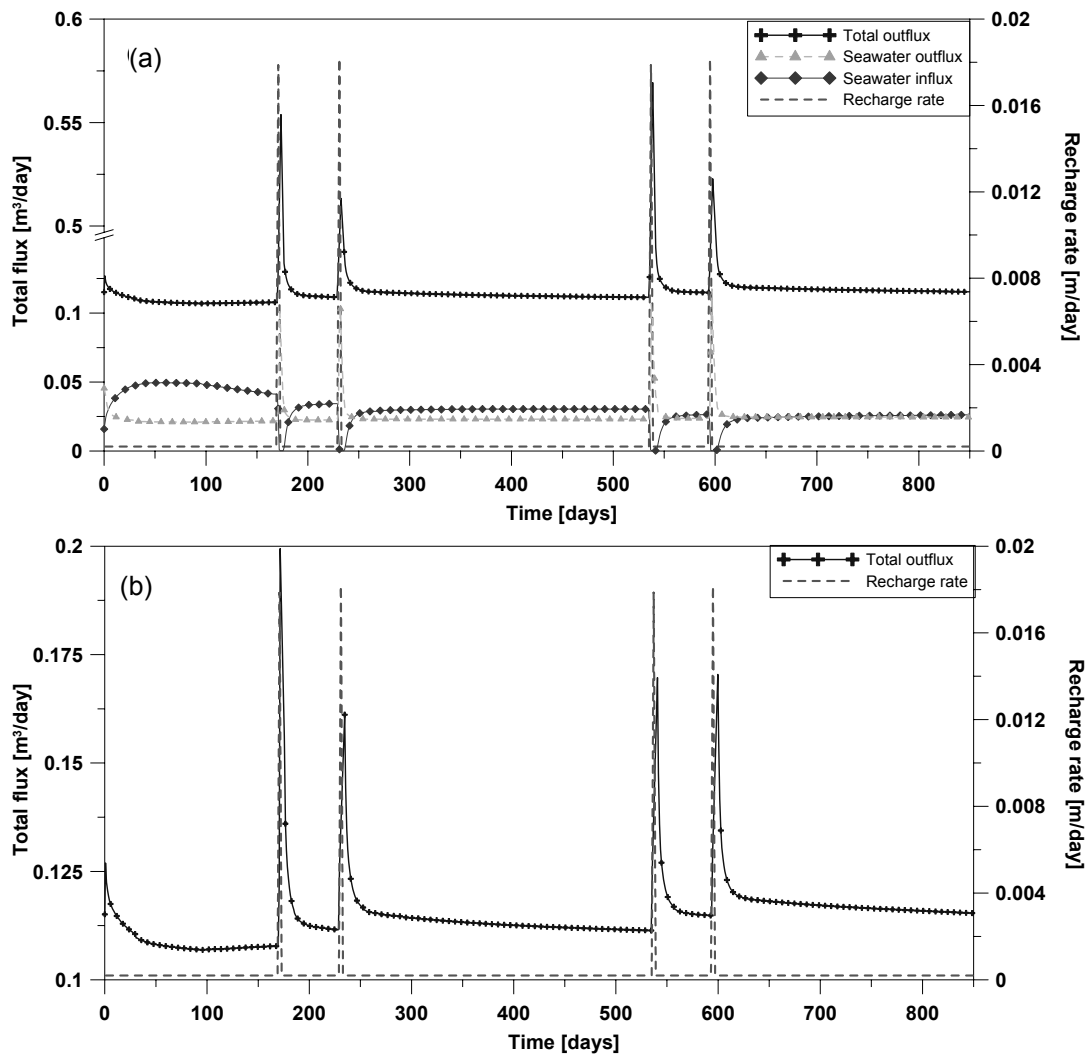 (a)
Total outflux
Seawater outflux
Seawater influx
Recharge rate
0.6
0.55
0.5
0.1
0.05
0
Total flux [m³/day]
0.02
0.016
0.012
0.008
0.004
0
Recharge rate [m/day]
0 100 200 300 400 500 600 700 800
Time [days]
(b)
Total outflux
Recharge rate
0.2
0.175
0.15
0.125
0.1
Total flux [m³/day]
0.02
0.016
0.012
0.008
0.004
0
Recharge rate [m/day]
0 100 200 300 400 500 600 700 800
Time [days]